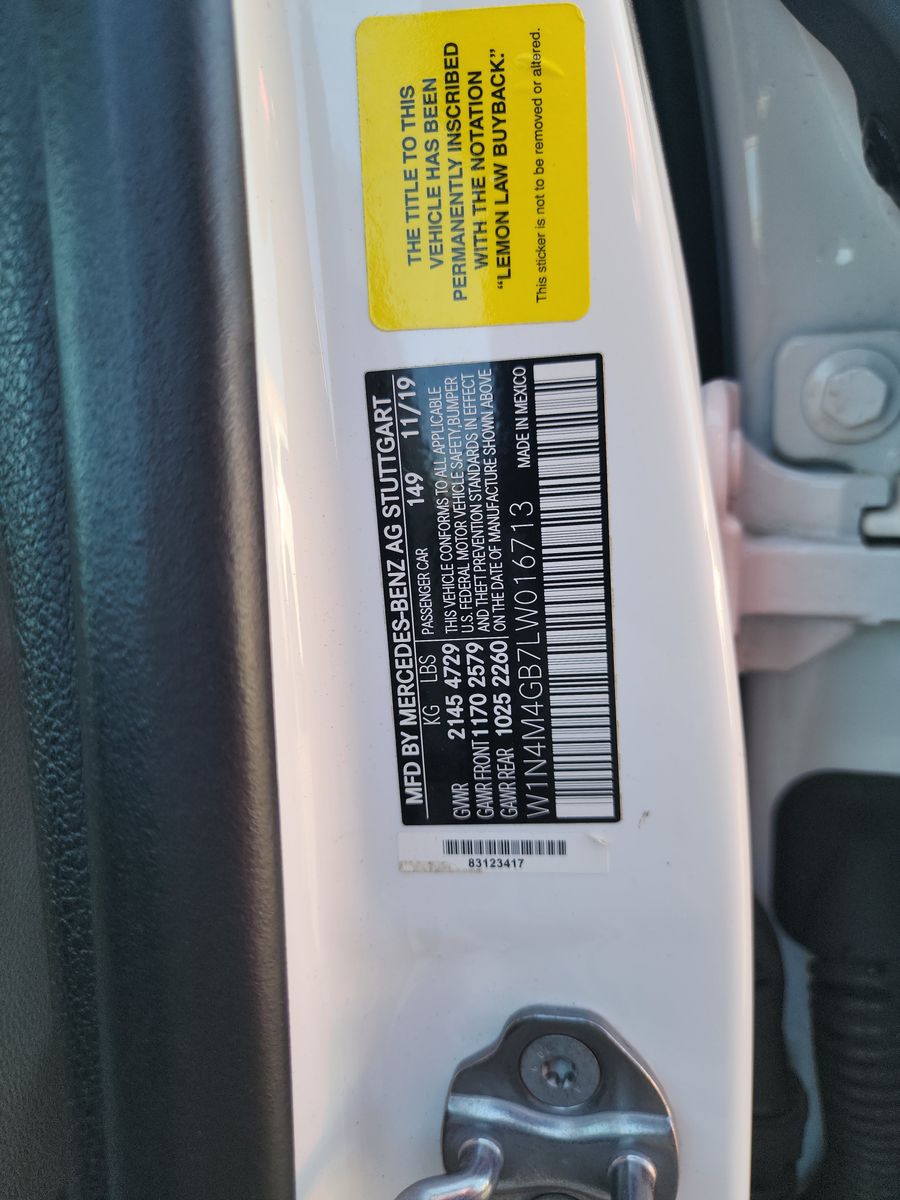 THE TITLE TO THIS
VEHICLE HAS BEEN
PERMANENTLY INSCRIBED
WITH THE NOTATION
“LEMON LAW BUYBACK.”
This sticker is not to be removed or altered.
MFD BY MERCEDES-BENZ AG STUTTGART
KG LBS PASSENGER CAR 149 11/19
GVWR 2145 4729
GAWR FRONT 1170 2579
GAWR REAR 1025 2260
THIS VEHICLE CONFORMS TO ALL APPLICABLE
U.S. FEDERAL MOTOR VEHICLE SAFETY, BUMPER
AND THEFT PREVENTION STANDARDS IN EFFECT
ON THE DATE OF MANUFACTURE SHOWN ABOVE
W1N4M4GB7LW016713 MADE IN MEXICO
83123417